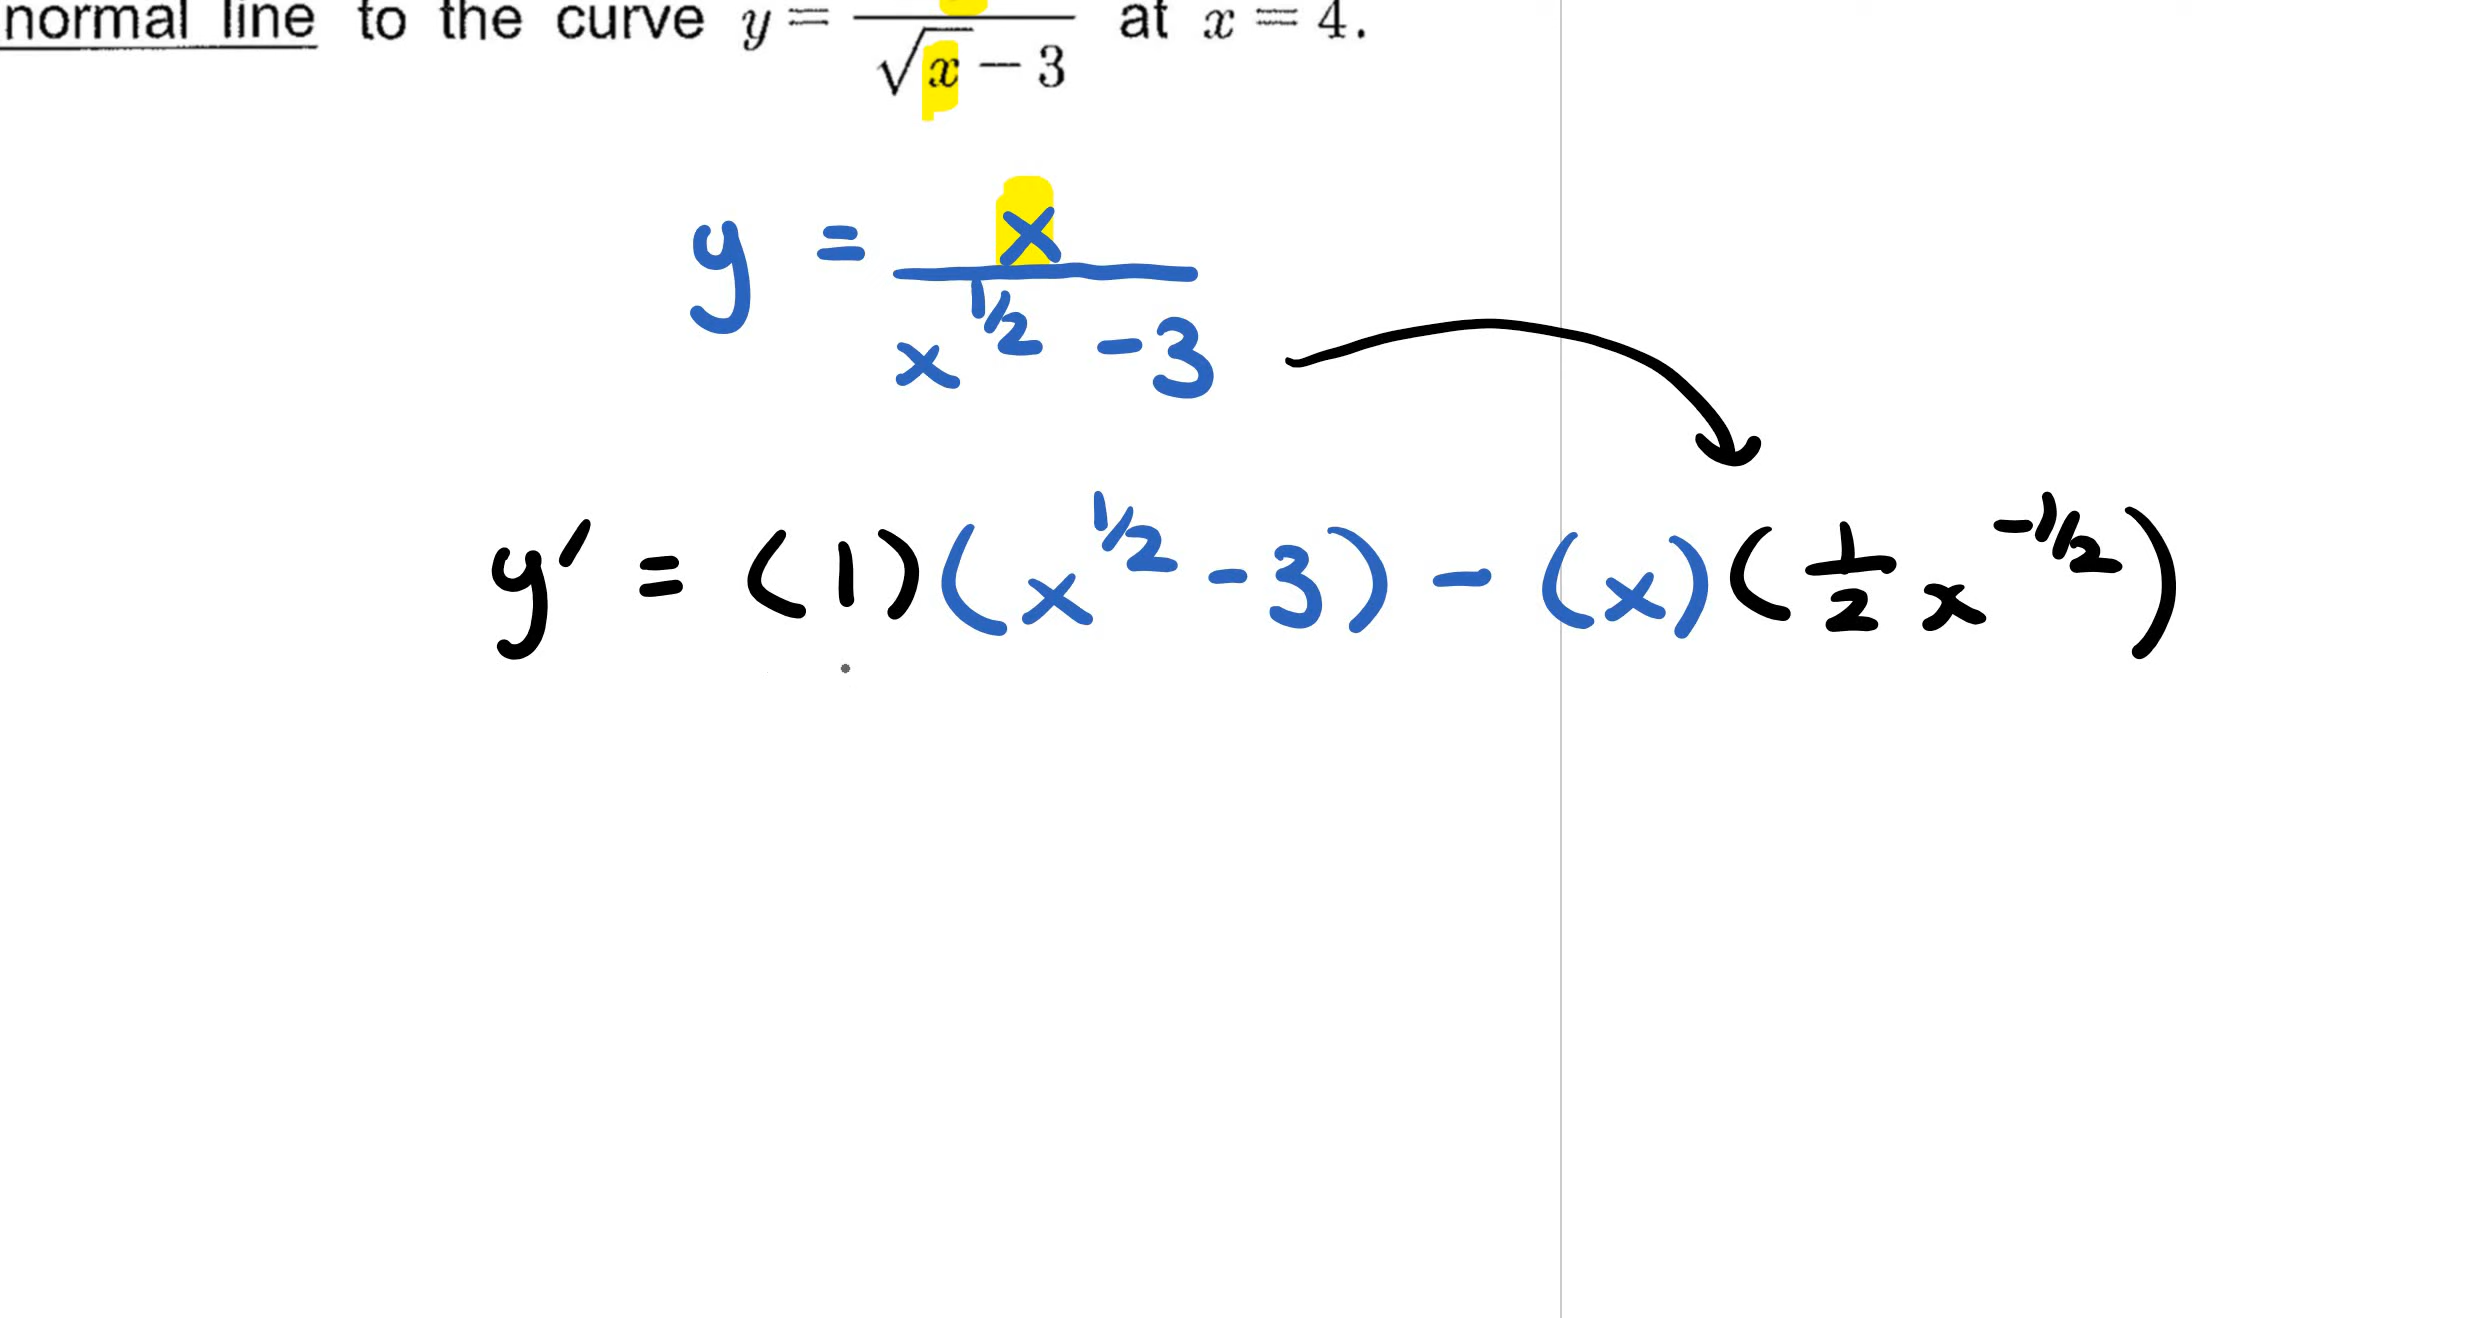 normal line to the curve y = —/(√x − 3) at x = 4.
y = x/(x^1/2 − 3)
y′ = (1)(x^1/2 − 3) − (x)(1/2 x^−1/2)